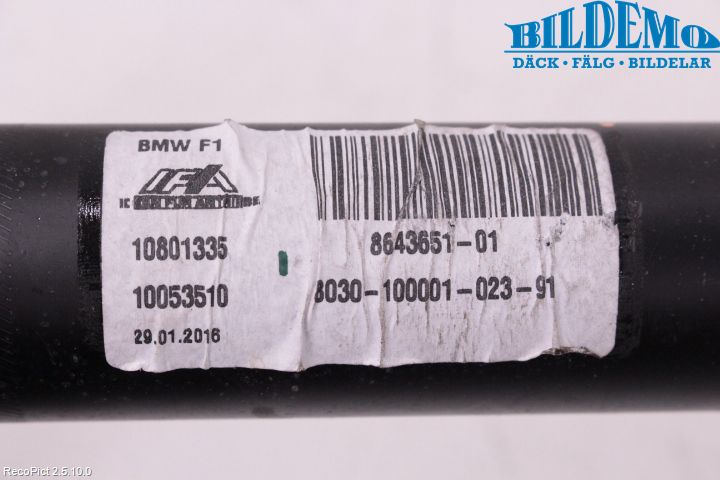 BILDEMO
DÄCK • FÄLG • BILDELAR
BMW F1
IFA
10801335
8643651-01
10053510
8030-100001-023-91
29.01.2016
RecoPict 2.5.10.0